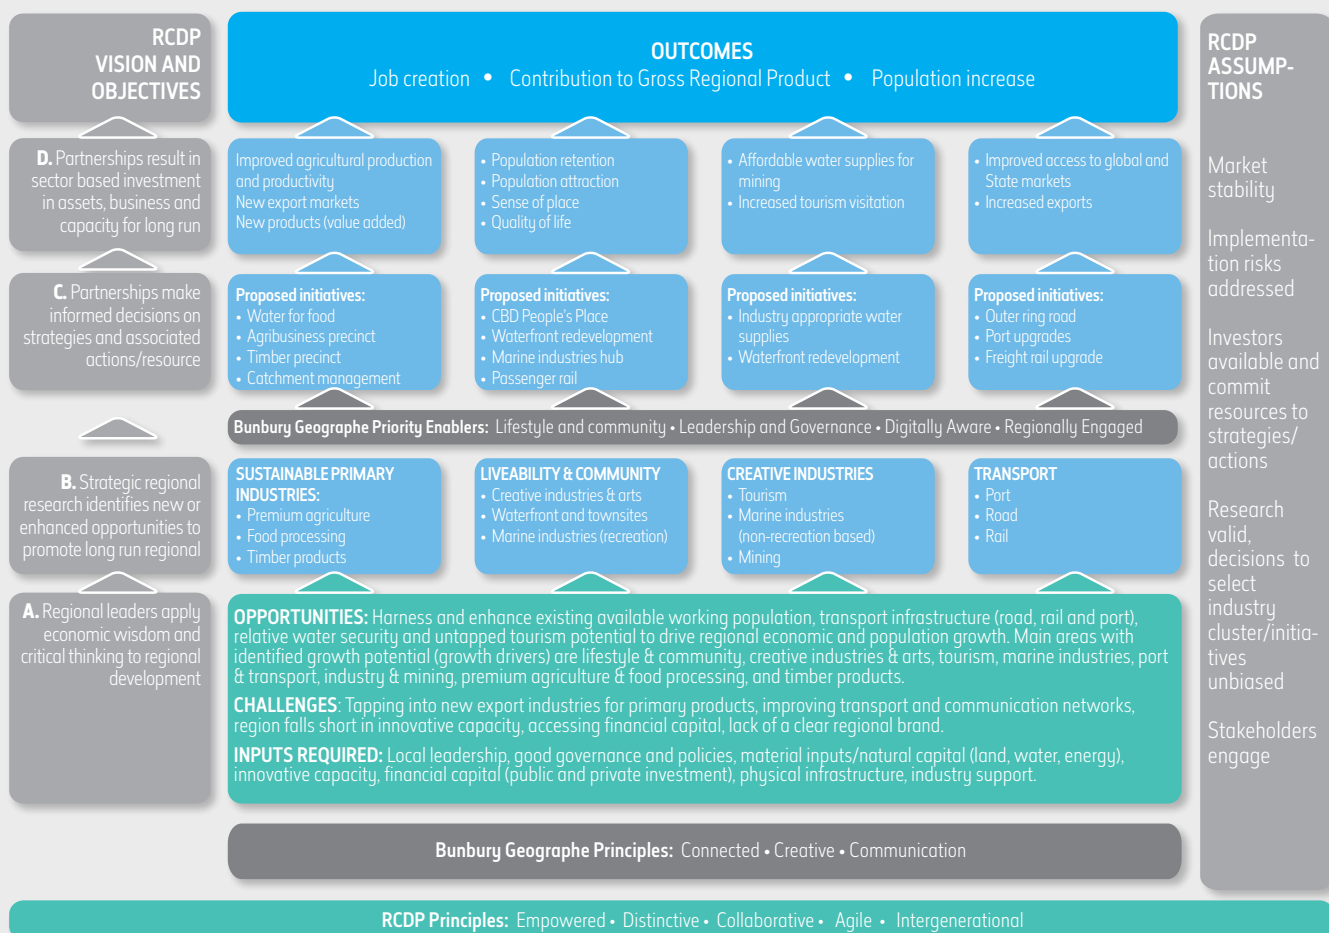 RCDP
VISION AND
OBJECTIVES
OUTCOMES
Job creation • Contribution to Gross Regional Product • Population increase
RCDP
ASSUMP-
TIONS
Market
stability
Implementa-
tion risks
addressed
Investors
available and
commit
resources to
strategies/
actions
Research
valid,
decisions to
select
industry
cluster/initia-
tives
unbiased
Stakeholders
engage
D. Partnerships result in
sector based investment
in assets, business and
capacity for long run
Improved agricultural production
and productivity
New export markets
New products (value added)
• Population retention
• Population attraction
• Sense of place
• Quality of life
• Affordable water supplies for
mining
• Increased tourism visitation
• Improved access to global and
State markets
• Increased exports
C. Partnerships make
informed decisions on
strategies and associated
actions/resource
Proposed initiatives:
• Water for food
• Agribusiness precinct
• Timber precinct
• Catchment management
Proposed initiatives:
• CBD People's Place
• Waterfront redevelopment
• Marine industries hub
• Passenger rail
Proposed initiatives:
• Industry appropriate water
supplies
• Waterfront redevelopment
Proposed initiatives:
• Outer ring road
• Port upgrades
• Freight rail upgrade
Bunbury Geographe Priority Enablers: Lifestyle and community • Leadership and Governance • Digitally Aware • Regionally Engaged
B. Strategic regional
research identifies new or
enhanced opportunities to
promote long run regional
SUSTAINABLE PRIMARY
INDUSTRIES:
• Premium agriculture
• Food processing
• Timber products
LIVEABILITY & COMMUNITY
• Creative industries & arts
• Waterfront and townsites
• Marine industries (recreation)
CREATIVE INDUSTRIES
• Tourism
• Marine industries
(non-recreation based)
• Mining
TRANSPORT
• Port
• Road
• Rail
A. Regional leaders apply
economic wisdom and
critical thinking to regional
development
OPPORTUNITIES: Harness and enhance existing available working population, transport infrastructure (road, rail and port),
relative water security and untapped tourism potential to drive regional economic and population growth. Main areas with
identified growth potential (growth drivers) are lifestyle & community, creative industries & arts, tourism, marine industries, port
& transport, industry & mining, premium agriculture & food processing, and timber products.
CHALLENGES: Tapping into new export industries for primary products, improving transport and communication networks,
region falls short in innovative capacity, accessing financial capital, lack of a clear regional brand.
INPUTS REQUIRED: Local leadership, good governance and policies, material inputs/natural capital (land, water, energy),
innovative capacity, financial capital (public and private investment), physical infrastructure, industry support.
Bunbury Geographe Principles: Connected • Creative • Communication
RCDP Principles: Empowered • Distinctive • Collaborative • Agile • Intergenerational